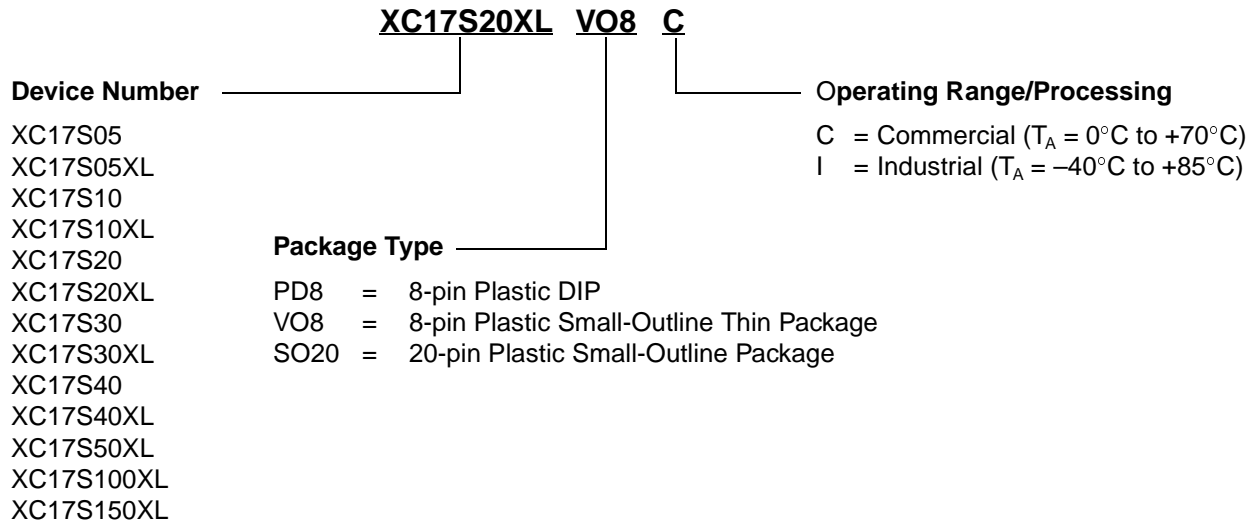 XC17S20XL VO8 C
Device Number
XC17S05
XC17S05XL
XC17S10
XC17S10XL
XC17S20
XC17S20XL
XC17S30
XC17S30XL
XC17S40
XC17S40XL
XC17S50XL
XC17S100XL
XC17S150XL
Package Type
PD8 = 8-pin Plastic DIP
VO8 = 8-pin Plastic Small-Outline Thin Package
SO20 = 20-pin Plastic Small-Outline Package
Operating Range/Processing
C = Commercial (TA = 0°C to +70°C)
I = Industrial (TA = –40°C to +85°C)